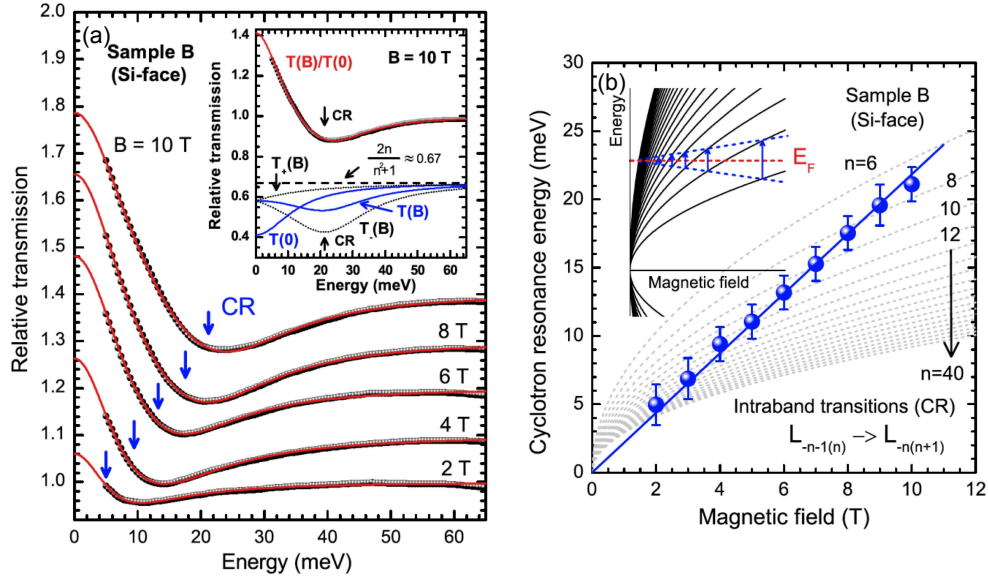 (a)
Sample B
(Si-face)
B = 10 T
8 T
6 T
4 T
2 T
CR
Relative transmission
2.0
1.9
1.8
1.7
1.6
1.5
1.4
1.3
1.2
1.1
1.0
0 10 20 30 40 50 60
Energy (meV)
T(B)/T(0)
B = 10 T
CR
T+(B)
2n
n²+1
≈ 0.67
T(B)
T(0)
T-(B)
CR
Relative transmission
1.4
1.2
1.0
0.8
0.6
0.4
0 10 20 30 40 50 60
Energy (meV)
(b)
Sample B
(Si-face)
n=6
8
10
12
n=40
Intraband transitions (CR)
L-n-1(n) -> L-n(n+1)
Energy
EF
Magnetic field
Cyclotron resonance energy (meV)
30
25
20
15
10
5
0
0 2 4 6 8 10 12
Magnetic field (T)